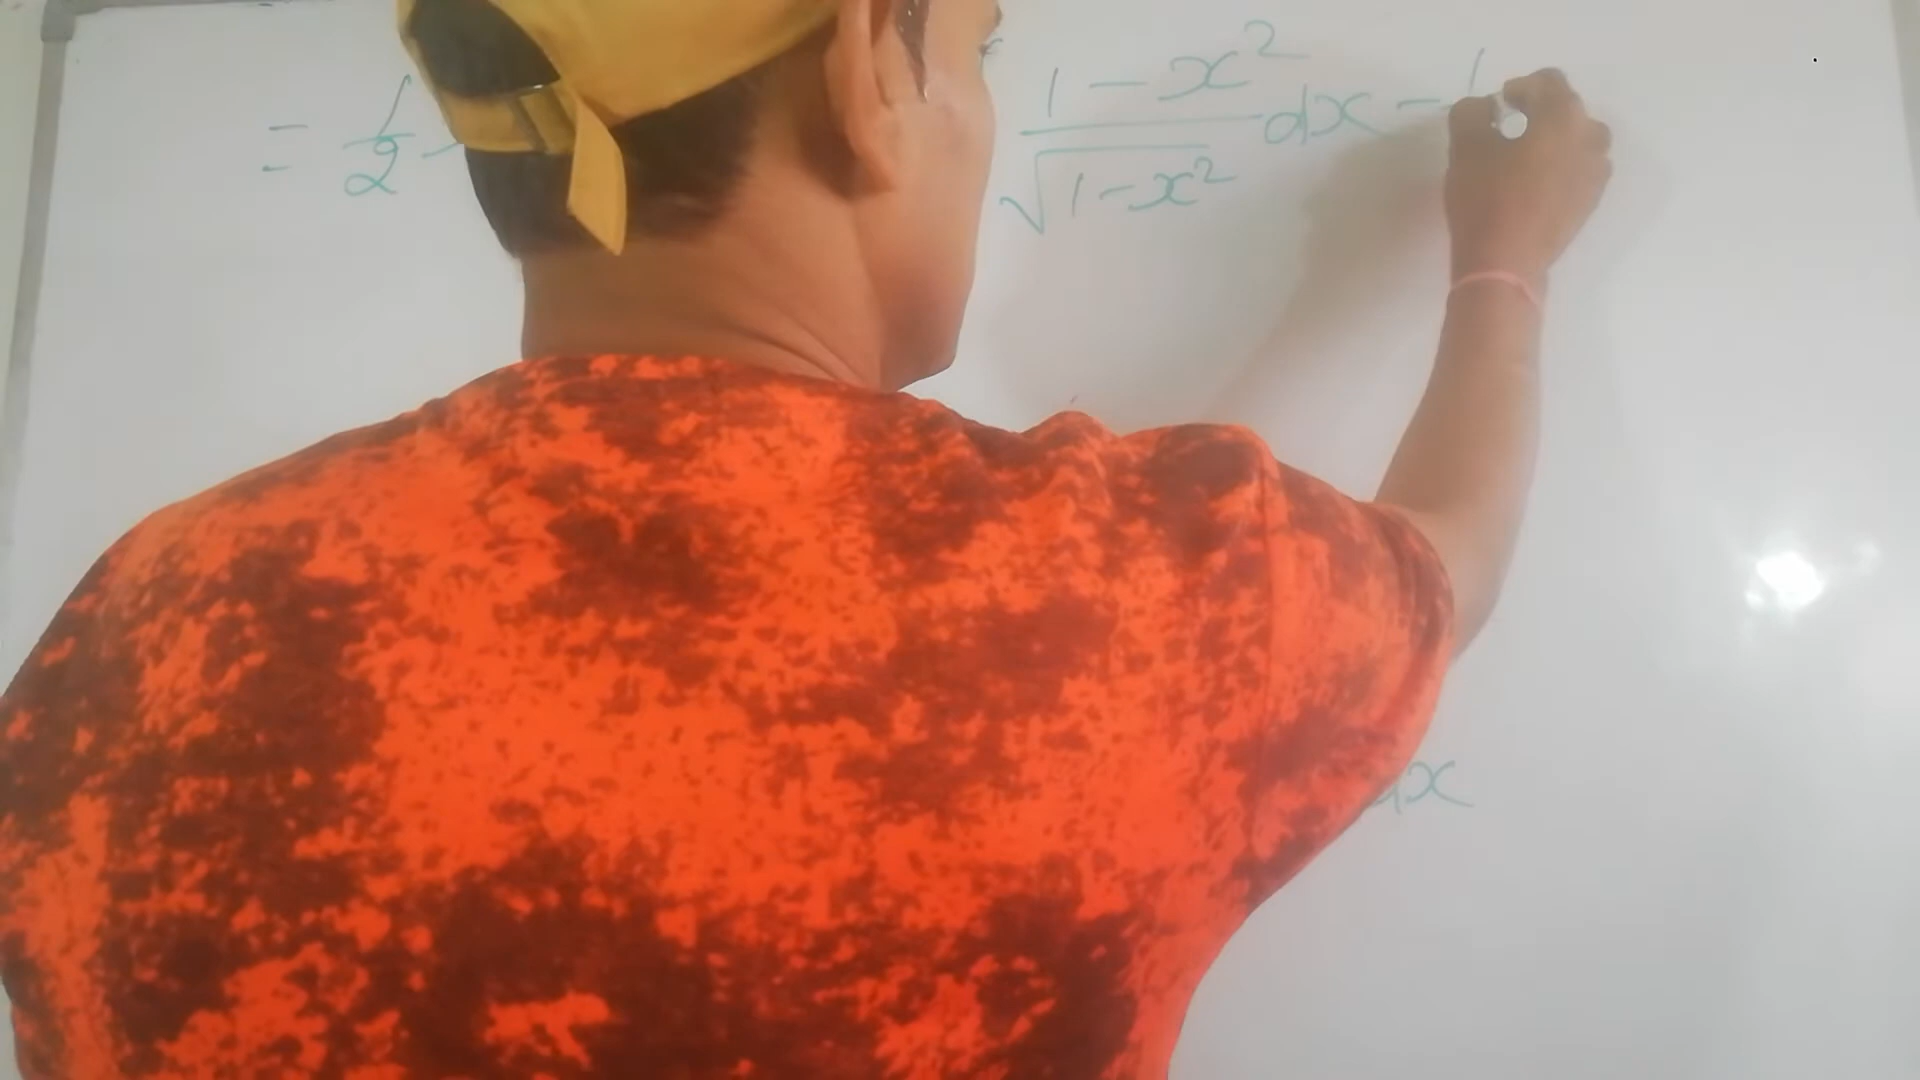 = 1/2 1 - x² / √(1 - x²) dx - 1
dx